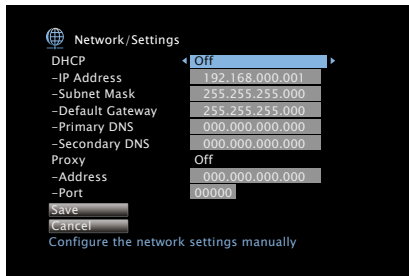 Network/Settings
DHCP Off
–IP Address 192.168.000.001
–Subnet Mask 255.255.255.000
–Default Gateway 255.255.255.000
–Primary DNS 000.000.000.000
–Secondary DNS 000.000.000.000
Proxy Off
–Address 000.000.000.000
–Port 00000
Save
Cancel
Configure the network settings manually